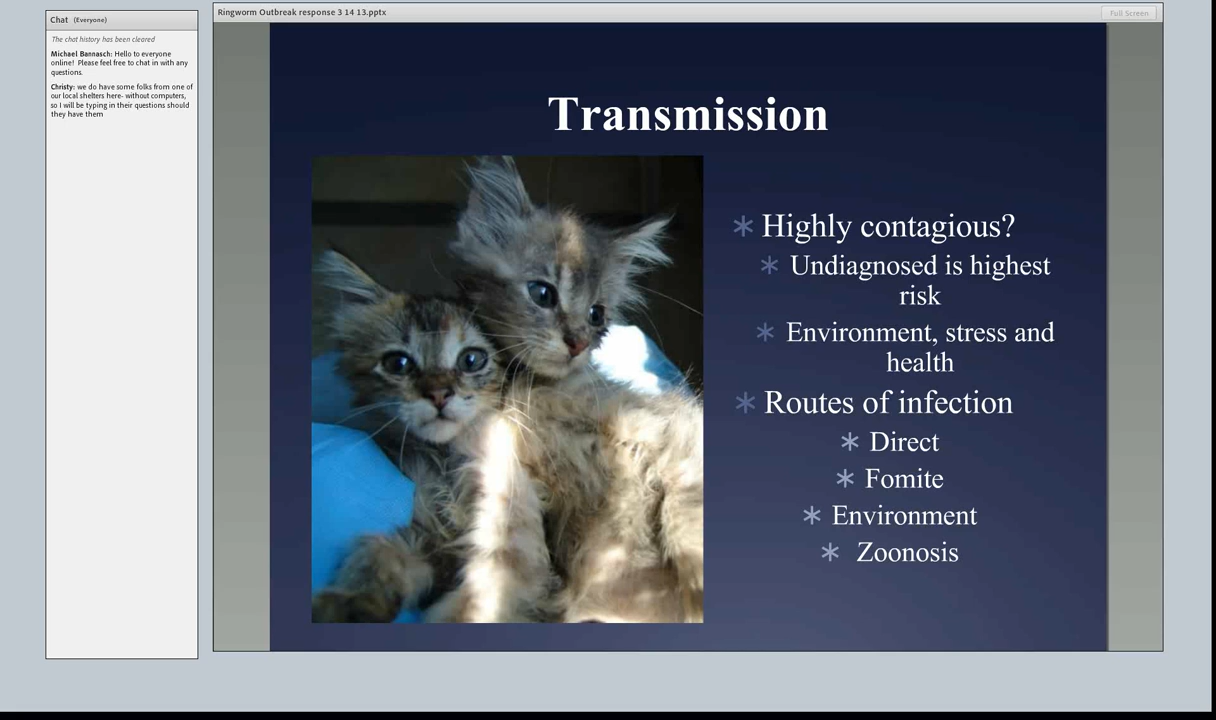 Chat (Everyone)
The chat history has been cleared
Michael Bannasch: Hello to everyone
online! Please feel free to chat in with any
questions.
Christy: we do have some folks from one of
our local shelters here- without computers,
so I will be typing in their questions should
they have them
Ringworm Outbreak response 3 14 13.pptx
Full Screen
Transmission
Highly contagious?
Undiagnosed is highest
risk
Environment, stress and
health
Routes of infection
Direct
Fomite
Environment
Zoonosis